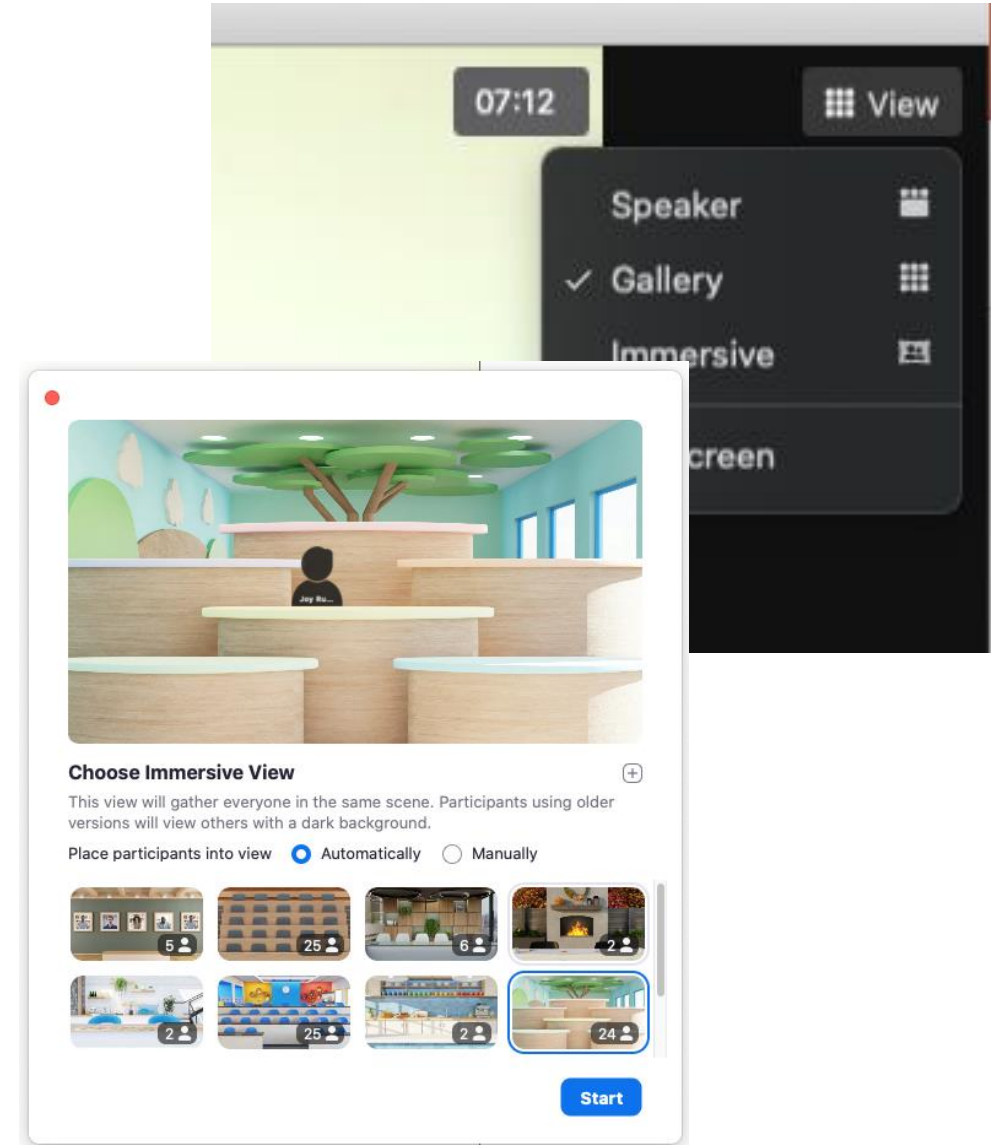 07:12
View
Speaker
Gallery
Immersive
creen
Joy Ru...
Choose Immersive View
This view will gather everyone in the same scene. Participants using older
versions will view others with a dark background.
Place participants into view Automatically Manually
5 25 6 2
2 25 2 24
Start